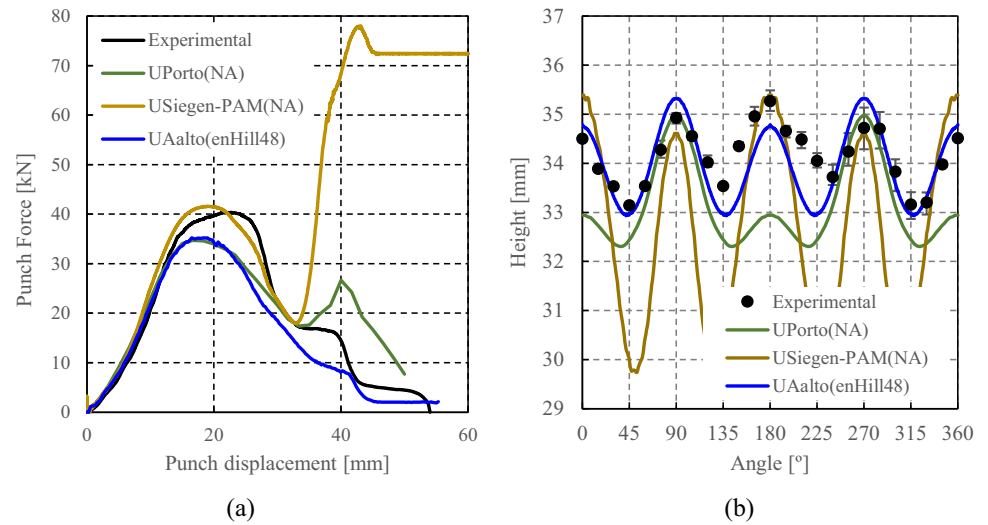 80
70
60
50
40
30
20
10
0
0
20
40
60
Punch Force [kN]
Punch displacement [mm]
Experimental
UPorto(NA)
USiegen-PAM(NA)
UAalto(enHill48)
(a)
37
36
35
34
33
32
31
30
29
0
45
90
135
180
225
270
315
360
Height [mm]
Angle [º]
Experimental
UPorto(NA)
USiegen-PAM(NA)
UAalto(enHill48)
(b)